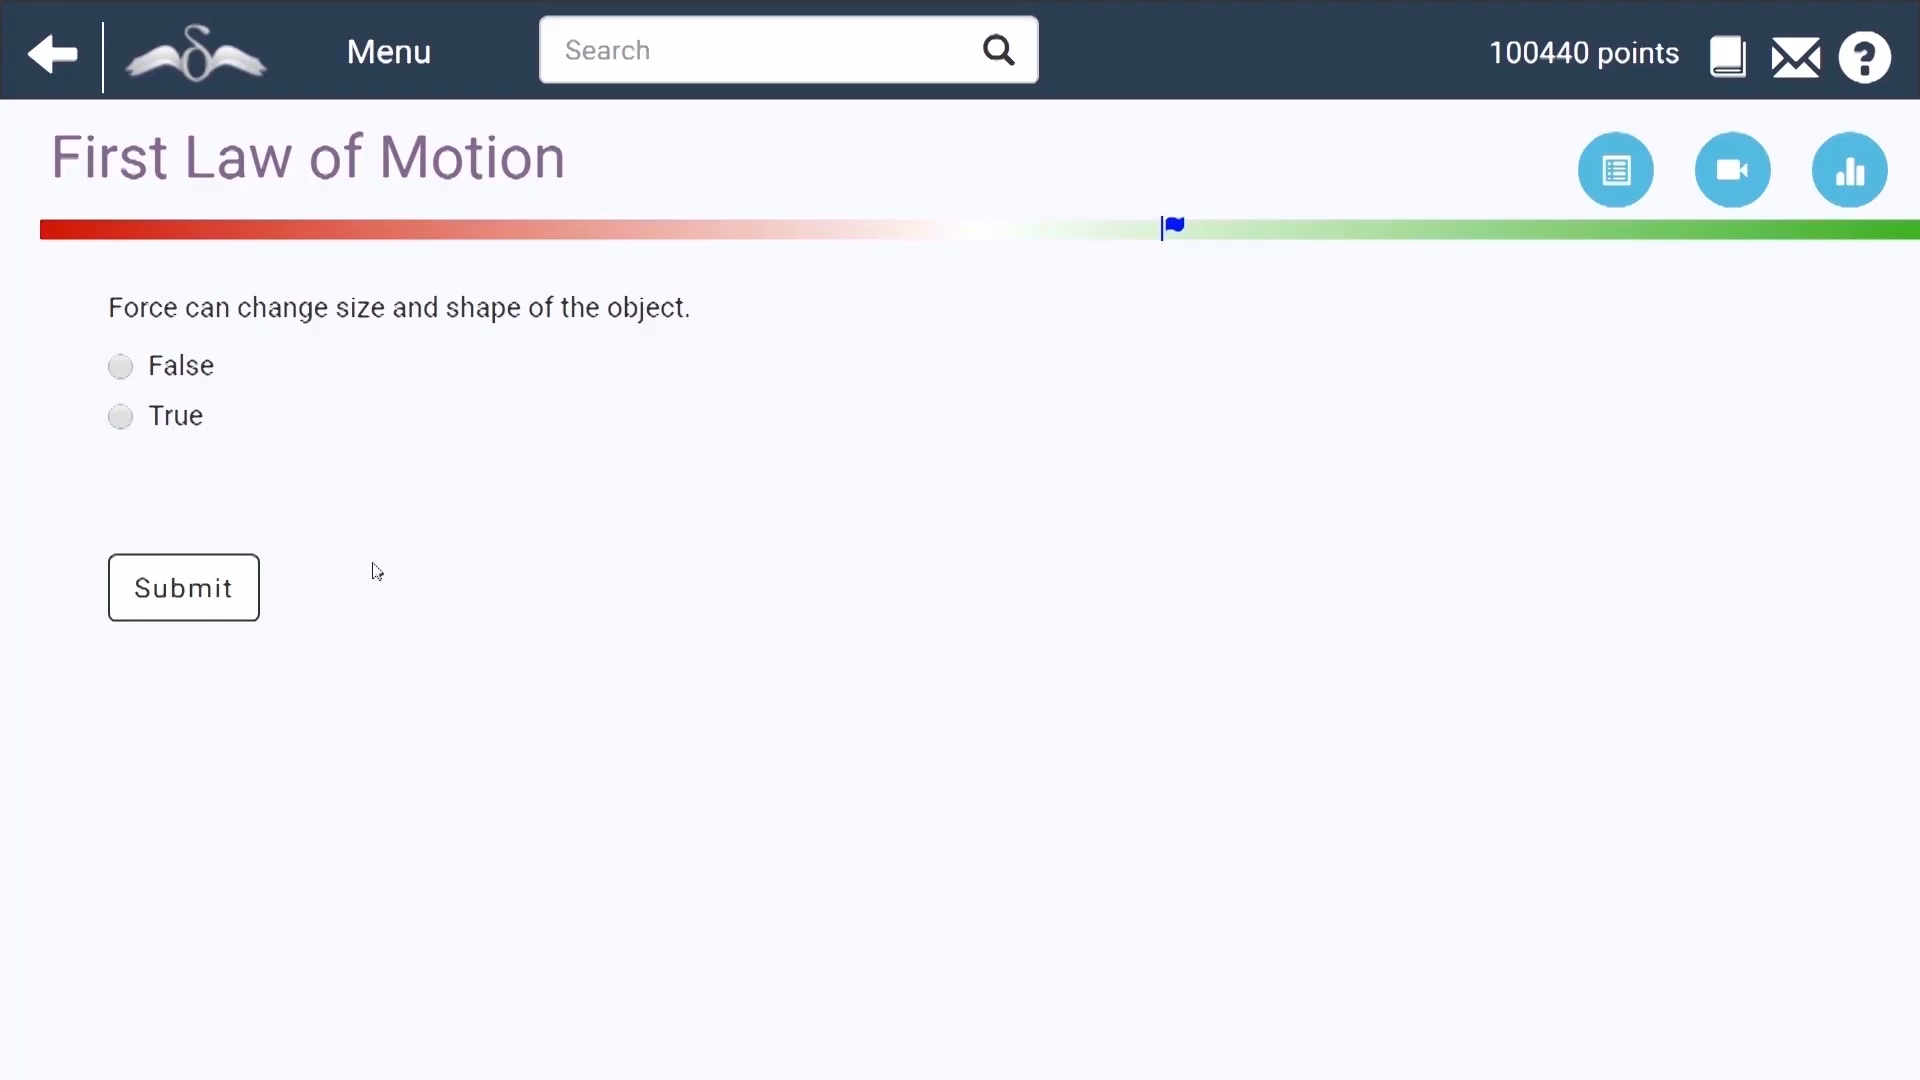 Menu
Search
100440 points
First Law of Motion
Force can change size and shape of the object.
False
True
Submit